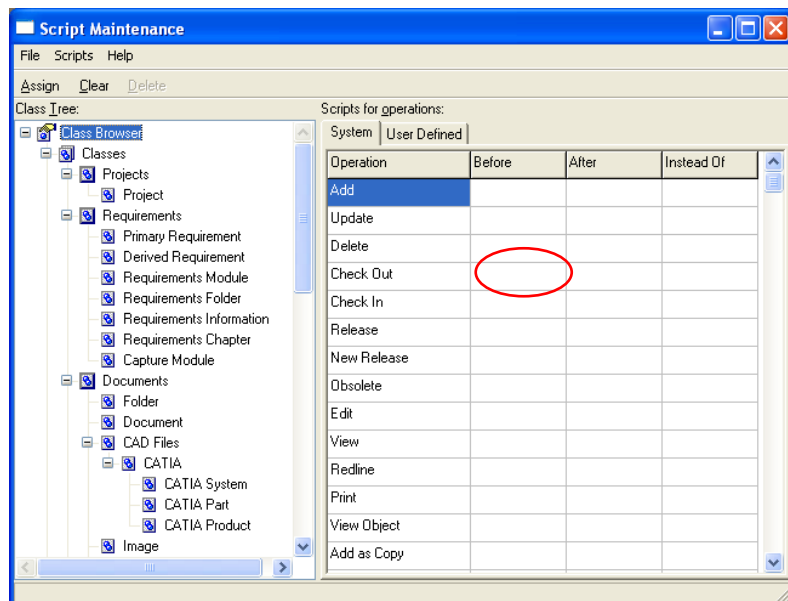 Script Maintenance
File Scripts Help
Assign Clear Delete
Class Tree:
Class Browser
Classes
Projects
Project
Requirements
Primary Requirement
Derived Requirement
Requirements Module
Requirements Folder
Requirements Information
Requirements Chapter
Capture Module
Documents
Folder
Document
CAD Files
CATIA
CATIA System
CATIA Part
CATIA Product
Image
Scripts for operations:
System User Defined
Operation Before After Instead Of
Add
Update
Delete
Check Out
Check In
Release
New Release
Obsolete
Edit
View
Redline
Print
View Object
Add as Copy